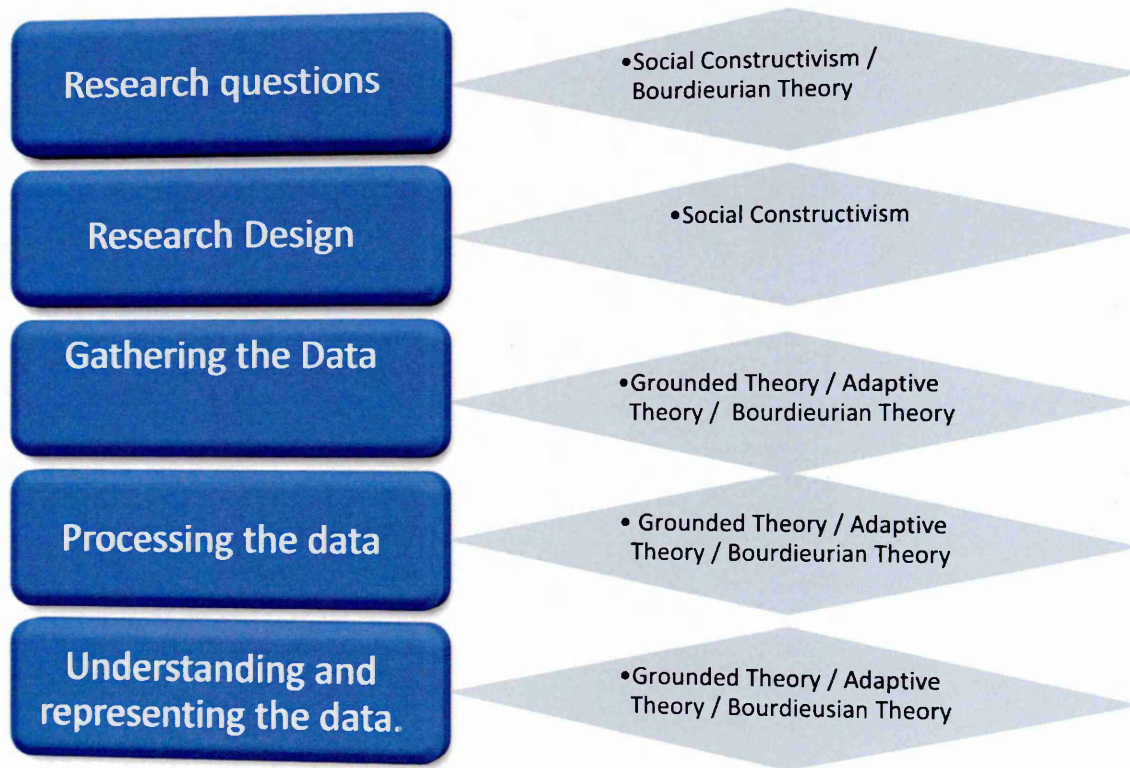 Research questions
•Social Constructivism /
Bourdieurian Theory
Research Design
•Social Constructivism
Gathering the Data
•Grounded Theory / Adaptive
Theory / Bourdieurian Theory
Processing the data
• Grounded Theory / Adaptive
Theory / Bourdieurian Theory
Understanding and
representing the data.
•Grounded Theory / Adaptive
Theory / Bourdieusian Theory